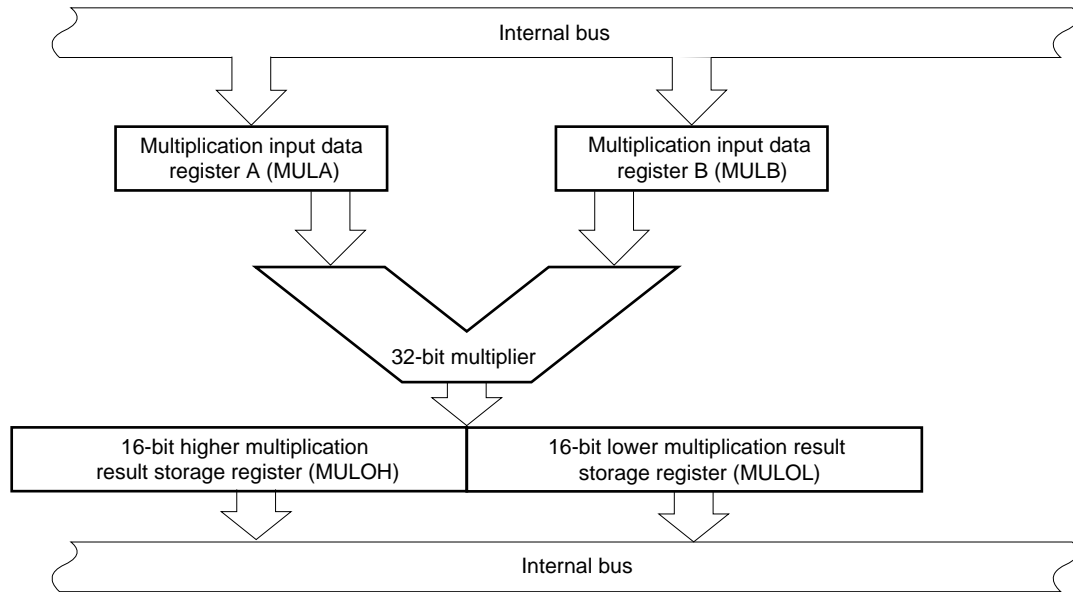 Internal bus
Multiplication input data
register A (MULA)
Multiplication input data
register B (MULB)
32-bit multiplier
16-bit higher multiplication
result storage register (MULOH)
16-bit lower multiplication result
storage register (MULOL)
Internal bus